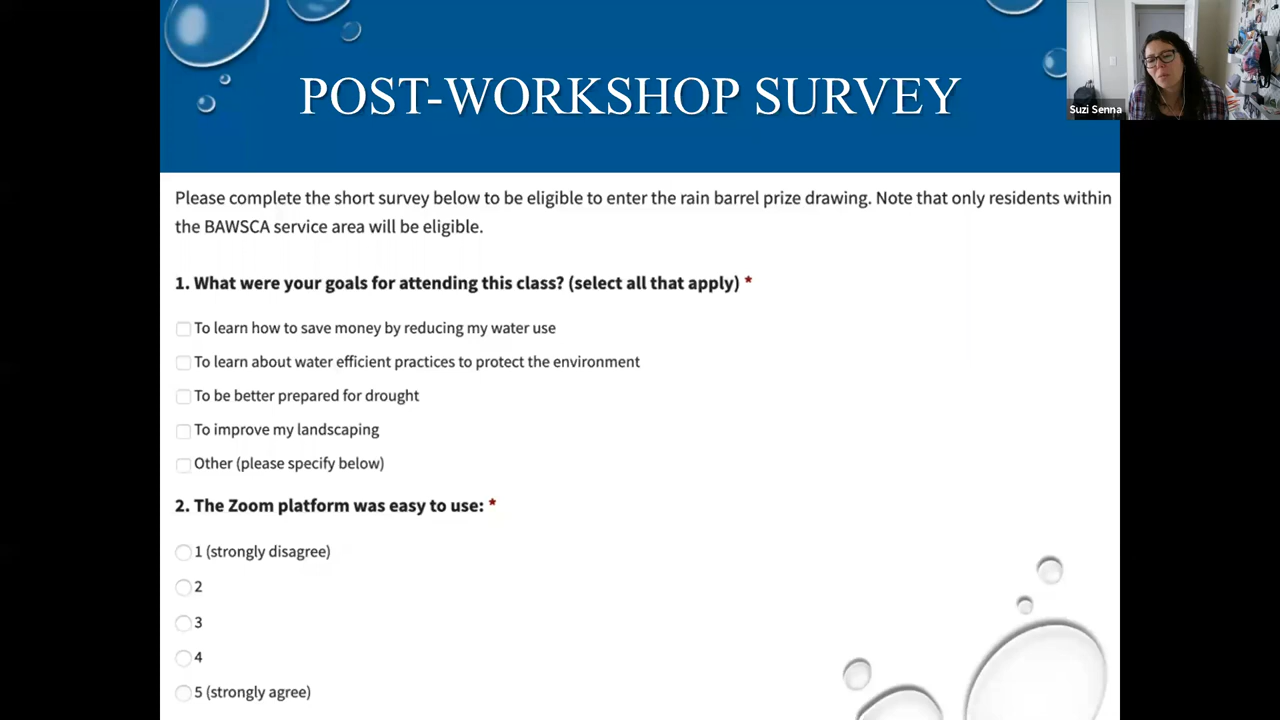 POST-WORKSHOP SURVEY
Suzi Senna
Please complete the short survey below to be eligible to enter the rain barrel prize drawing. Note that only residents within
the BAWSCA service area will be eligible.
1. What were your goals for attending this class? (select all that apply) *
To learn how to save money by reducing my water use
To learn about water efficient practices to protect the environment
To be better prepared for drought
To improve my landscaping
Other (please specify below)
2. The Zoom platform was easy to use: *
1 (strongly disagree)
2
3
4
5 (strongly agree)